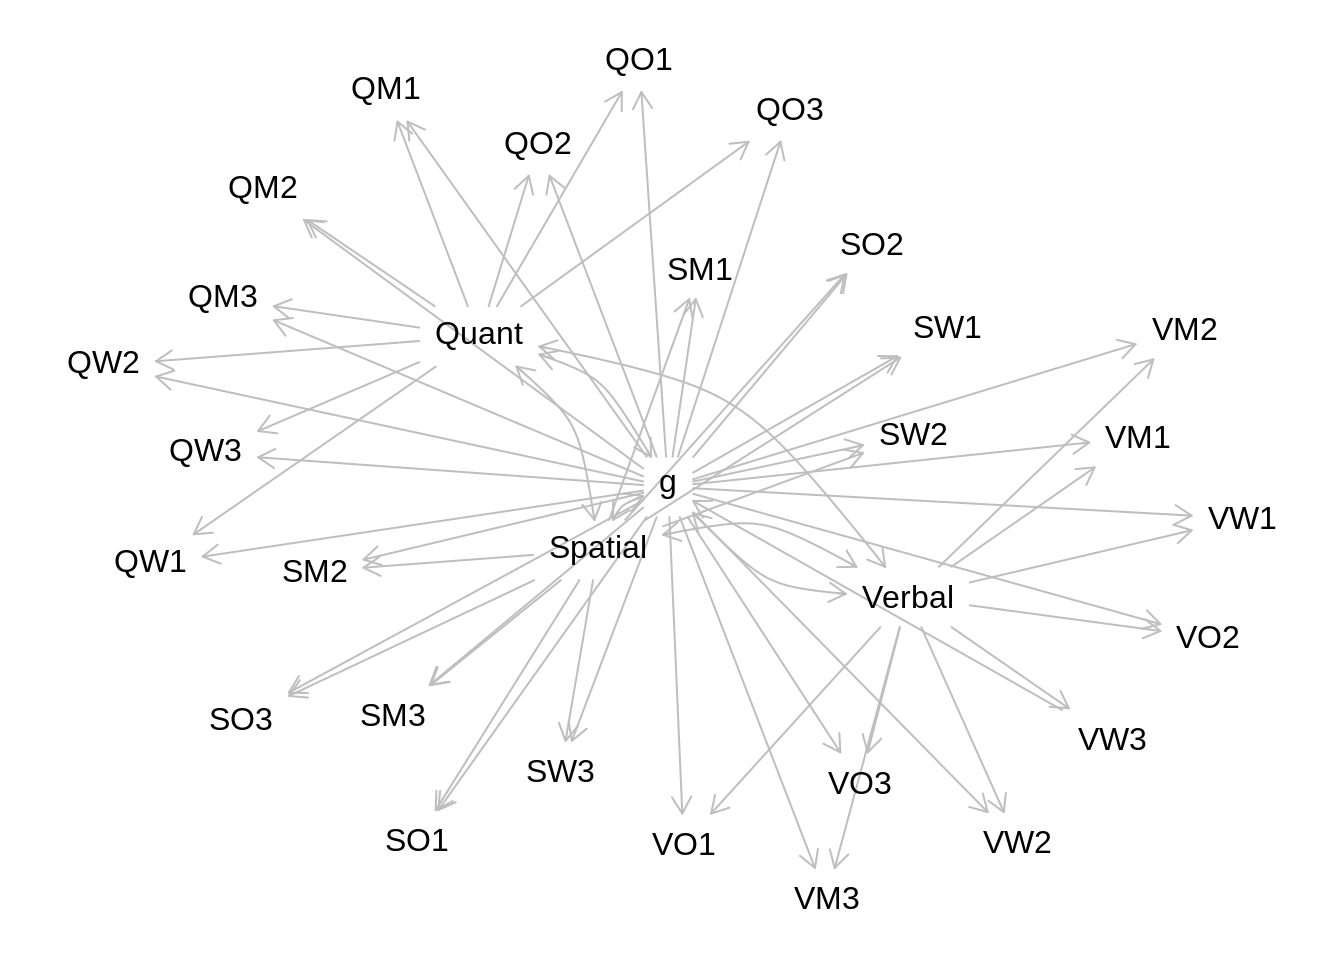 QO1
QM1
QO3
QO2
QM2
SO2
SM1
QM3
SW1
VM2
Quant
QW2
SW2
VM1
QW3
g
VW1
Spatial
QW1
SM2
Verbal
VO2
SO3
SM3
VW3
SW3
VO3
SO1
VO1
VW2
VM3